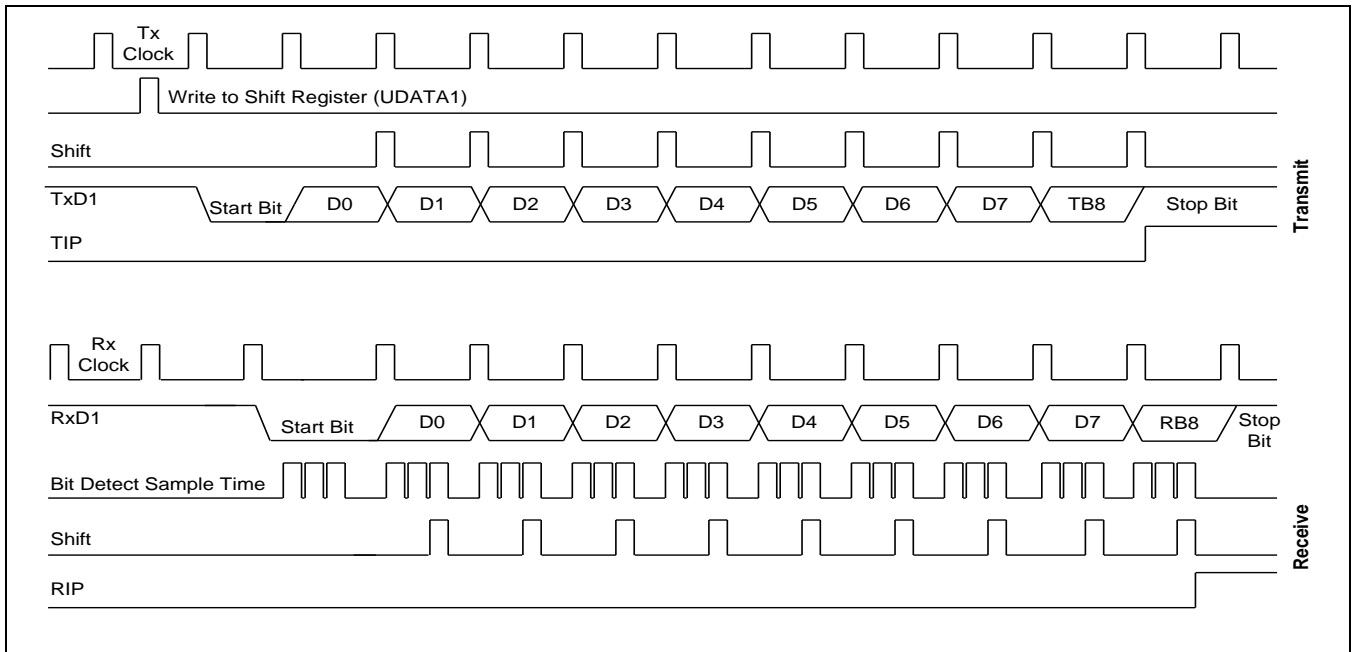 Tx
Clock
Write to Shift Register (UDATA1)
Shift
TxD1
Start Bit D0 D1 D2 D3 D4 D5 D6 D7 TB8 Stop Bit
TIP
Transmit
Rx
Clock
RxD1
Start Bit D0 D1 D2 D3 D4 D5 D6 D7 RB8 Stop
Bit
Bit Detect Sample Time
Shift
RIP
Receive